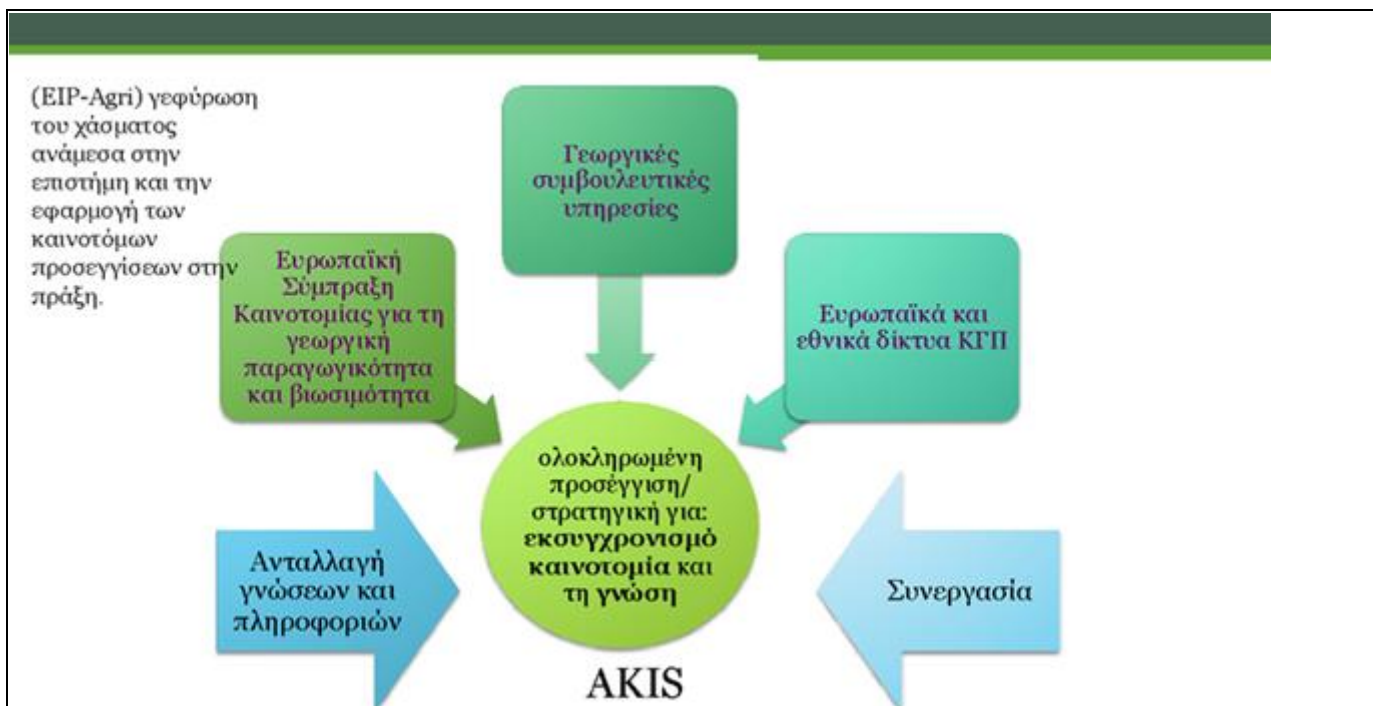 (EIP-Agri) γεφύρωση
του χάσματος
ανάμεσα στην
επιστήμη και την
εφαρμογή των
καινοτόμων
προσεγγίσεων στην
πράξη.
Γεωργικές
συμβουλευτικές
υπηρεσίες
Ευρωπαϊκή
Σύμπραξη
Καινοτομίας για τη
γεωργική
παραγωγικότητα
και βιωσιμότητα
Ευρωπαϊκά και
εθνικά δίκτυα ΚΓΠ
ολοκληρωμένη
προσέγγιση/
στρατηγική για:
εκσυγχρονισμό
καινοτομία και
τη γνώση
Ανταλλαγή
γνώσεων και
πληροφοριών
Συνεργασία
AKIS